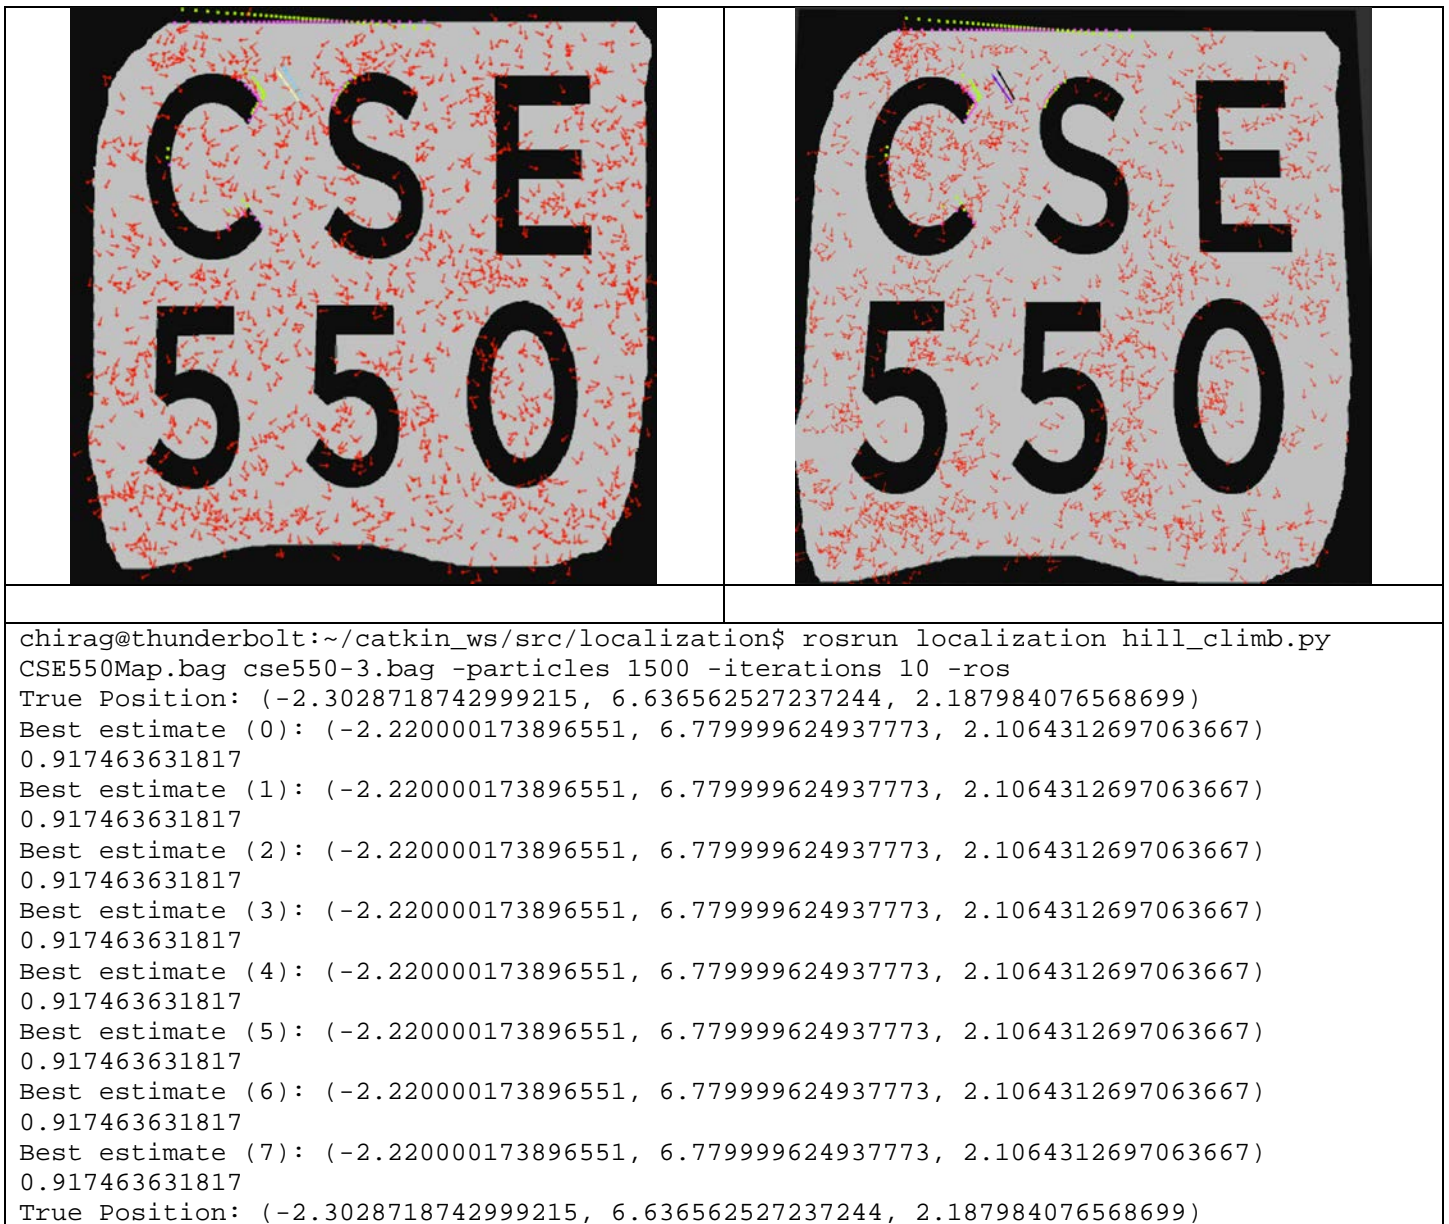 CSE
550
CSE
550
chirag@thunderbolt:~/catkin_ws/src/localization$ rosrun localization hill_climb.py
CSE550Map.bag cse550-3.bag -particles 1500 -iterations 10 -ros
True Position: (-2.3028718742999215, 6.636562527237244, 2.187984076568699)
Best estimate (0): (-2.220000173896551, 6.779999624937773, 2.1064312697063667)
0.917463631817
Best estimate (1): (-2.220000173896551, 6.779999624937773, 2.1064312697063667)
0.917463631817
Best estimate (2): (-2.220000173896551, 6.779999624937773, 2.1064312697063667)
0.917463631817
Best estimate (3): (-2.220000173896551, 6.779999624937773, 2.1064312697063667)
0.917463631817
Best estimate (4): (-2.220000173896551, 6.779999624937773, 2.1064312697063667)
0.917463631817
Best estimate (5): (-2.220000173896551, 6.779999624937773, 2.1064312697063667)
0.917463631817
Best estimate (6): (-2.220000173896551, 6.779999624937773, 2.1064312697063667)
0.917463631817
Best estimate (7): (-2.220000173896551, 6.779999624937773, 2.1064312697063667)
0.917463631817
True Position: (-2.3028718742999215, 6.636562527237244, 2.187984076568699)